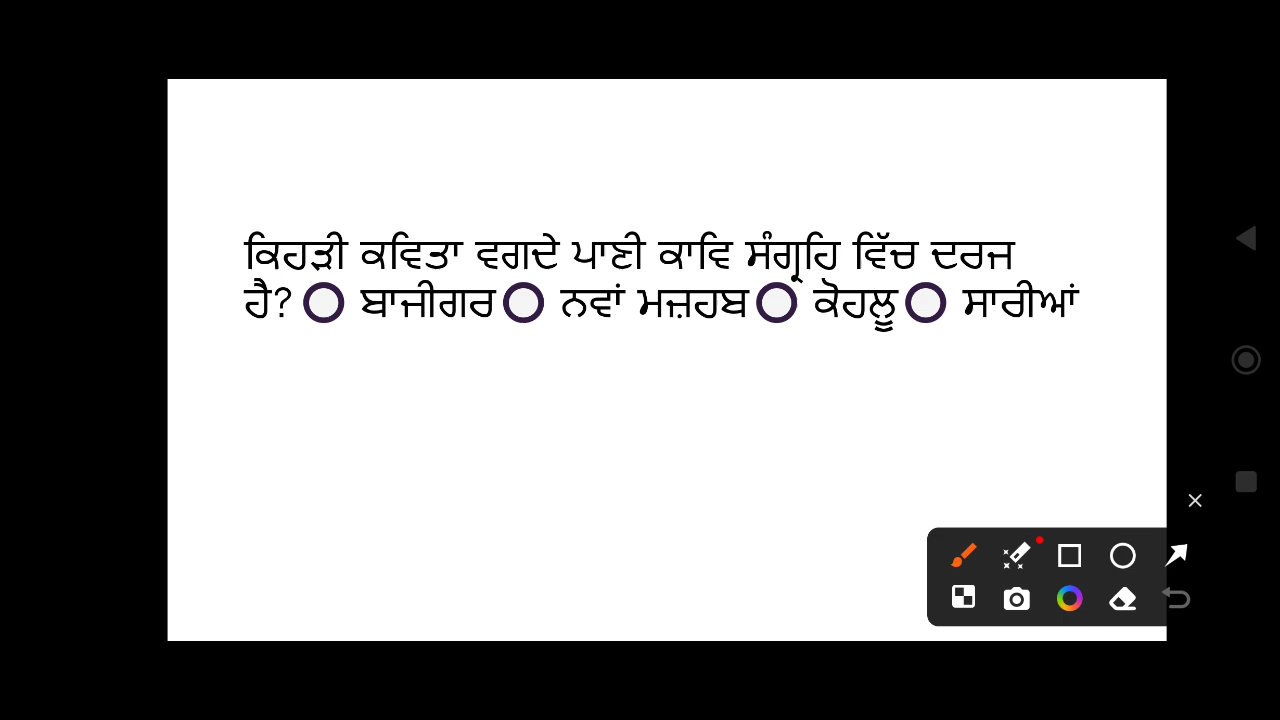 ਕਿਹੜੀ ਕਵਿਤਾ ਵਗਦੇ ਪਾਣੀ ਕਾਵਿ ਸੰਗ੍ਰਹਿ ਵਿੱਚ ਦਰਜ
ਹੈ? ⭕ ਬਾਜੀਗਰ ⭕ ਨਵਾਂ ਮਜ਼ਹਬ ⭕ ਕੋਹਲੂ ⭕ ਸਾਰੀਆਂ